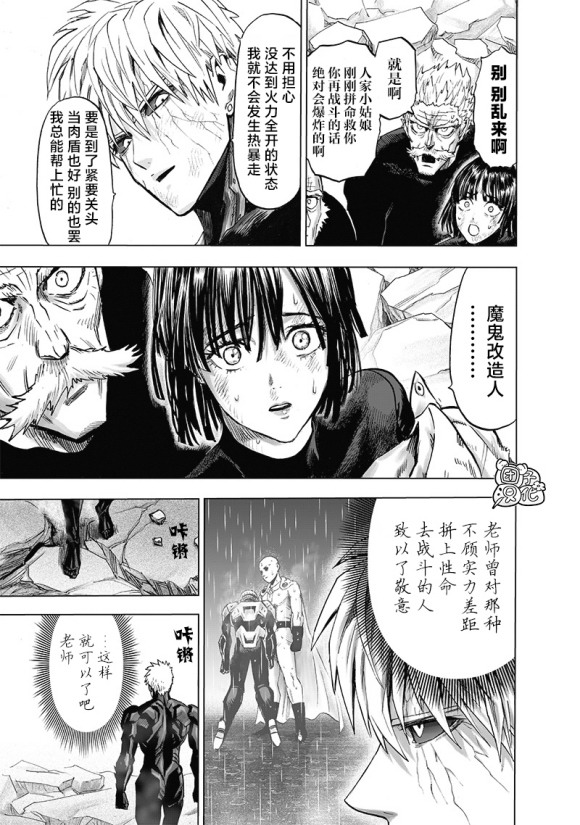 别 别乱来啊
就是啊
人家小姑娘
刚刚拼命救你
你再战斗的话
绝对会爆炸的啊
不用担心
没达到火力全开的状态
我就不会发生热暴走
要是到了紧要关头
当肉盾也好 别的也罢
我总能帮上忙的
魔鬼改造人
…………
老师曾对那种
不顾实力差距
拼上性命
去战斗的人
致以了敬意
咔锵
咔锵
…这样
就可以了吧
老师
团子
汉化